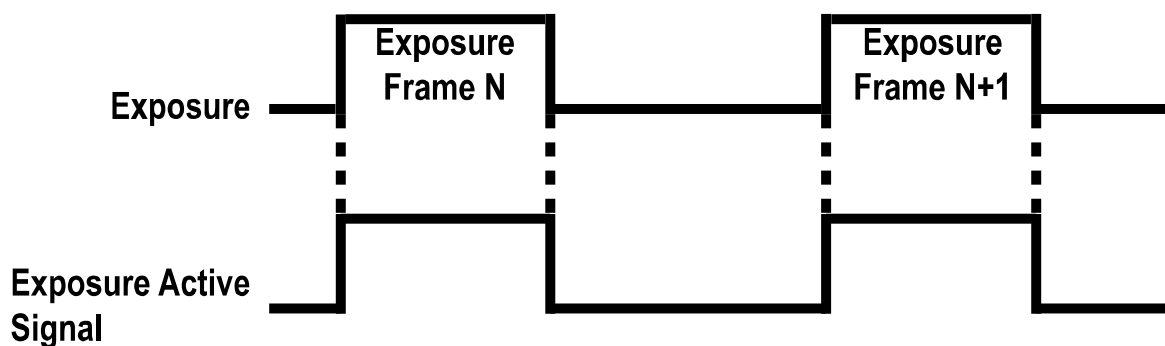 Exposure
Frame N
Exposure
Frame N+1
Exposure
Exposure Active
Signal